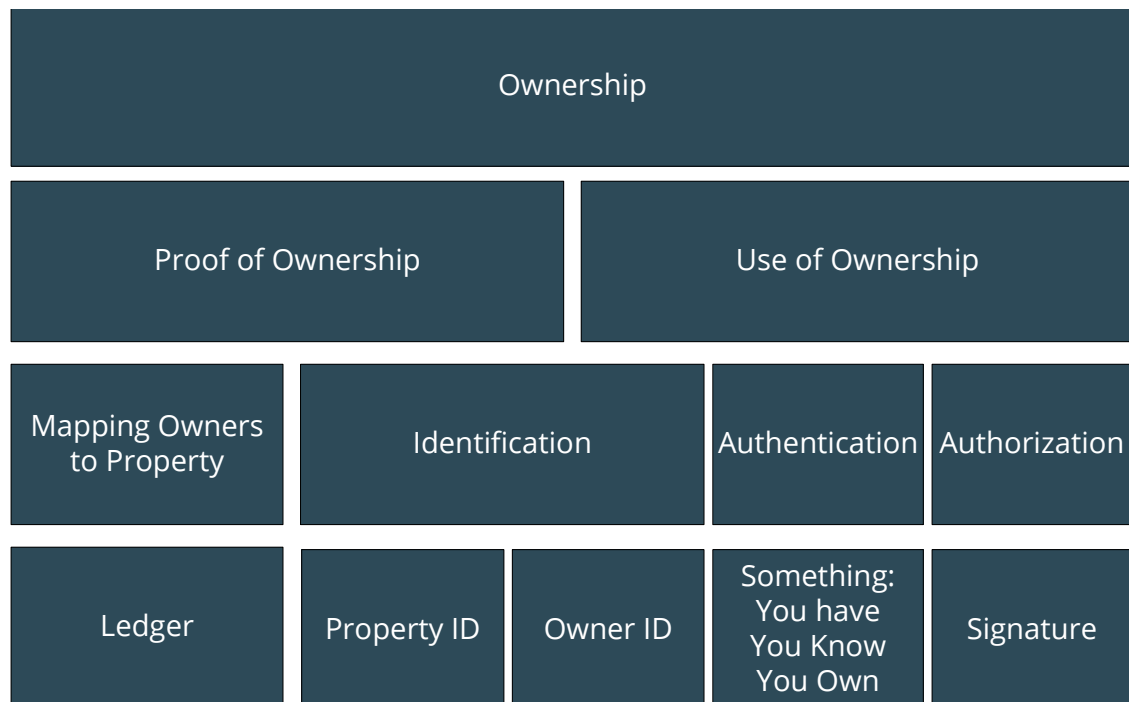 Ownership
Proof of Ownership
Use of Ownership
Mapping Owners
to Property
Identification
Authentication
Authorization
Ledger
Property ID
Owner ID
Something:
You have
You Know
You Own
Signature